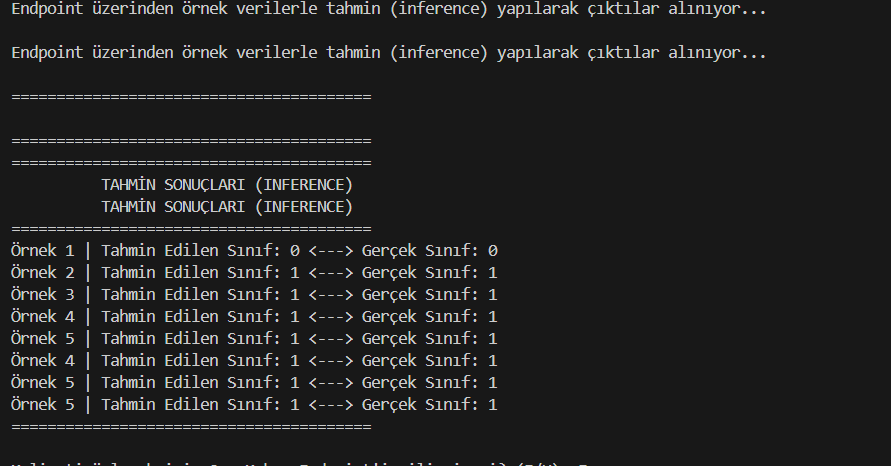 Endpoint üzerinden örnek verilerle tahmin (inference) yapılarak çıktılar alınıyor...
Endpoint üzerinden örnek verilerle tahmin (inference) yapılarak çıktılar alınıyor...
========================================
========================================
========================================
TAHMİN SONUÇLARI (INFERENCE)
TAHMİN SONUÇLARI (INFERENCE)
========================================
Örnek 1 | Tahmin Edilen Sınıf: 0 <---> Gerçek Sınıf: 0
Örnek 2 | Tahmin Edilen Sınıf: 1 <---> Gerçek Sınıf: 1
Örnek 3 | Tahmin Edilen Sınıf: 1 <---> Gerçek Sınıf: 1
Örnek 4 | Tahmin Edilen Sınıf: 1 <---> Gerçek Sınıf: 1
Örnek 5 | Tahmin Edilen Sınıf: 1 <---> Gerçek Sınıf: 1
Örnek 4 | Tahmin Edilen Sınıf: 1 <---> Gerçek Sınıf: 1
Örnek 5 | Tahmin Edilen Sınıf: 1 <---> Gerçek Sınıf: 1
Örnek 5 | Tahmin Edilen Sınıf: 1 <---> Gerçek Sınıf: 1
========================================